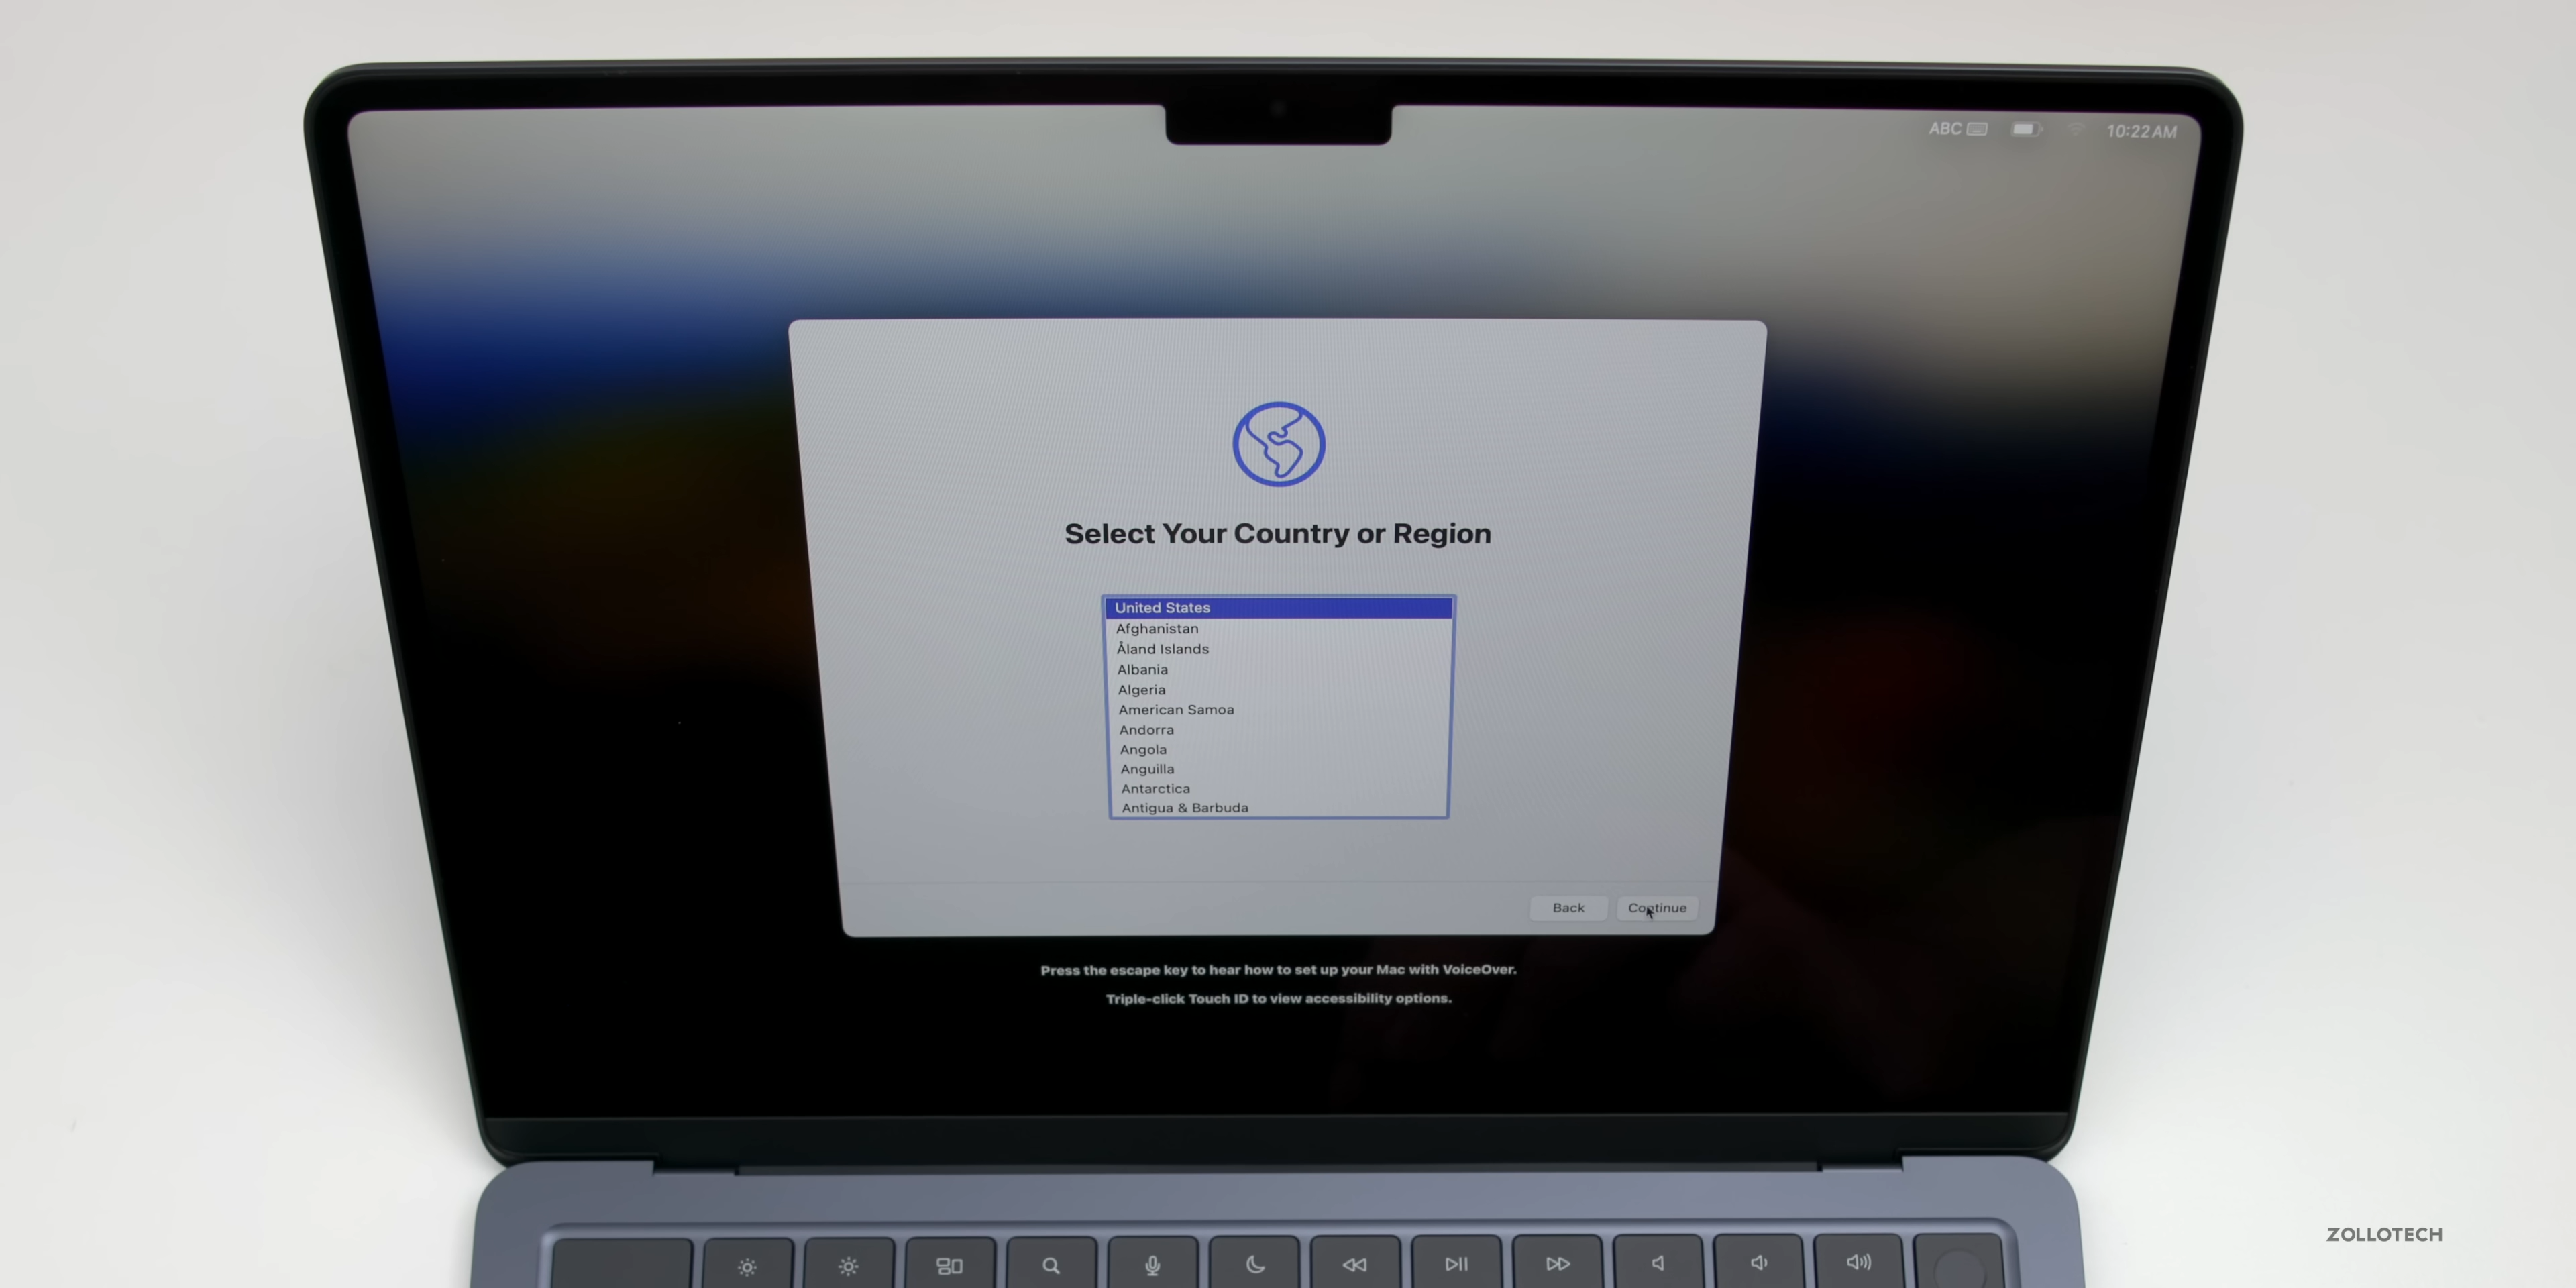 ABC
10:22 AM
Select Your Country or Region
United States
Afghanistan
Åland Islands
Albania
Algeria
American Samoa
Andorra
Angola
Anguilla
Antarctica
Antigua & Barbuda
Back
Continue
Press the escape key to hear how to set up your Mac with VoiceOver.
Triple-click Touch ID to view accessibility options.
ZOLLOTECH